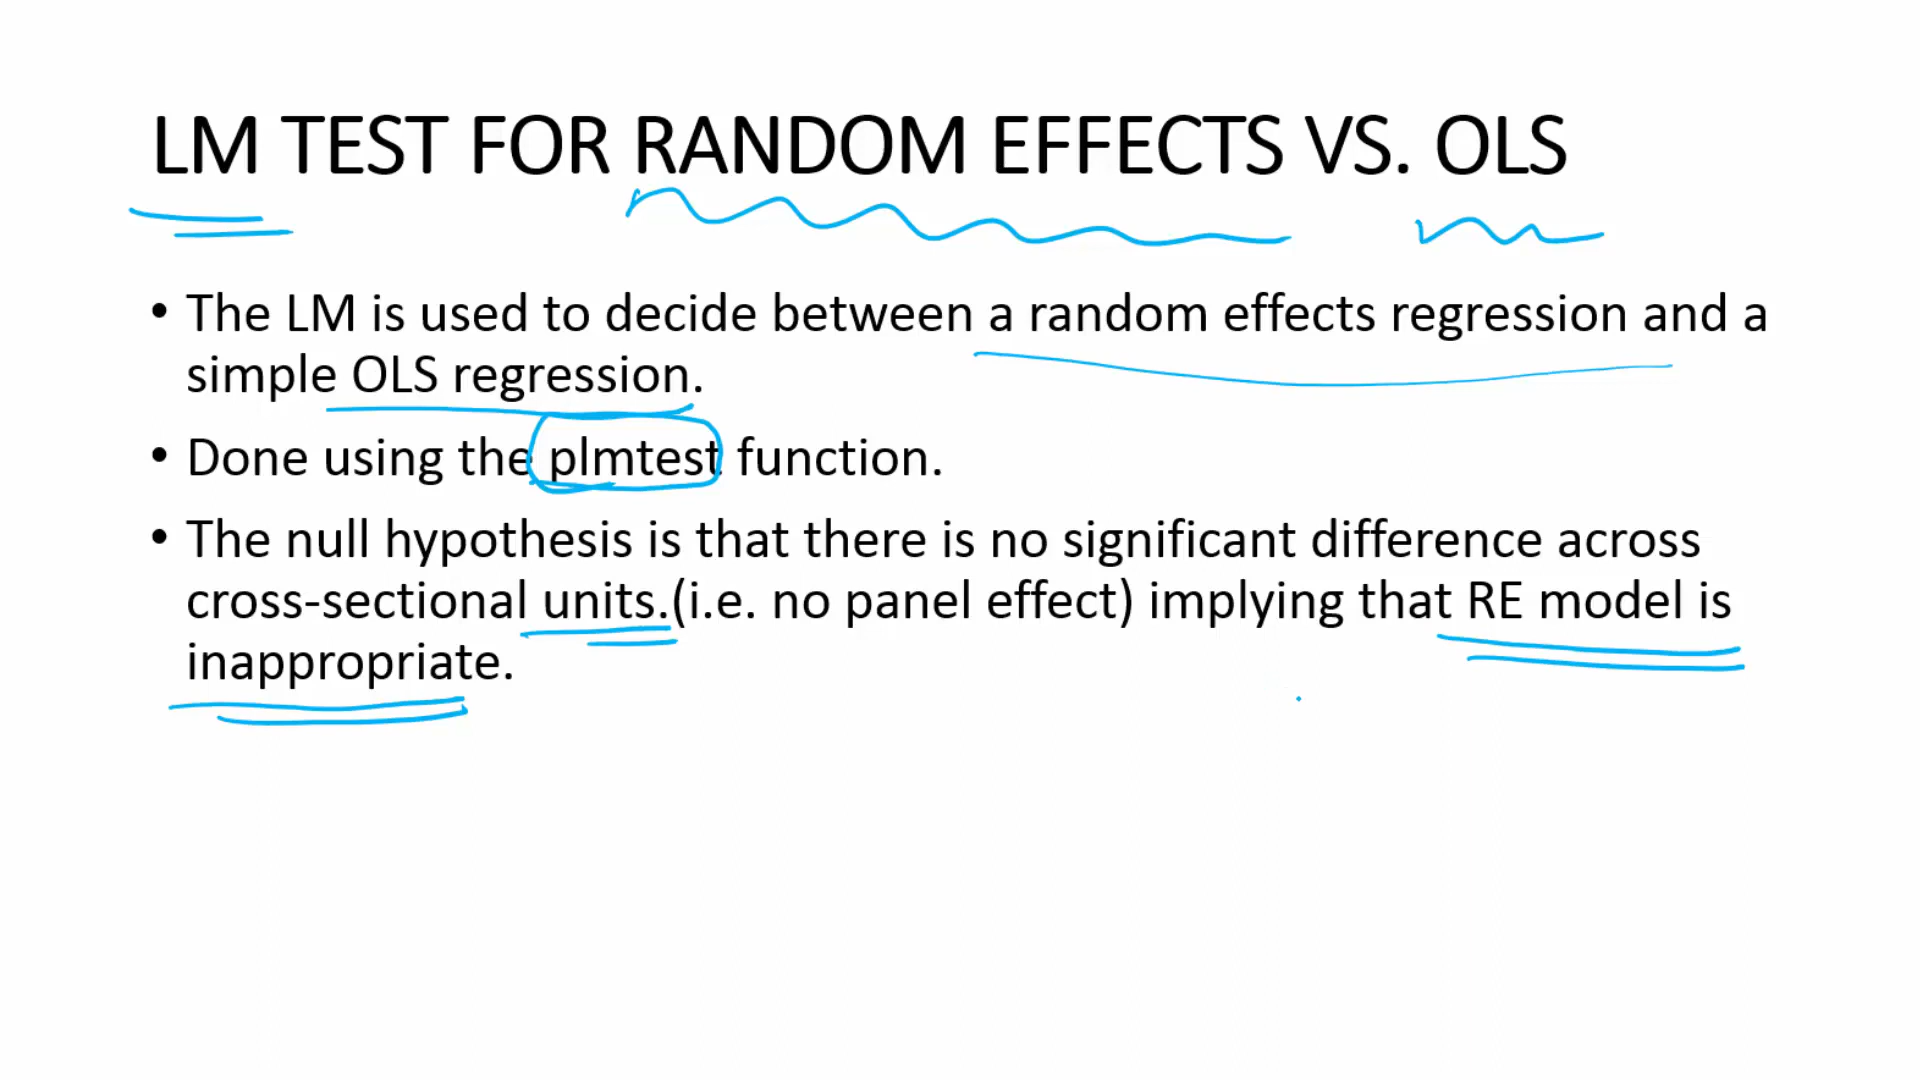 LM TEST FOR RANDOM EFFECTS VS. OLS
• The LM is used to decide between a random effects regression and a
simple OLS regression.
• Done using the plmtest function.
• The null hypothesis is that there is no significant difference across
cross-sectional units.(i.e. no panel effect) implying that RE model is
inappropriate.